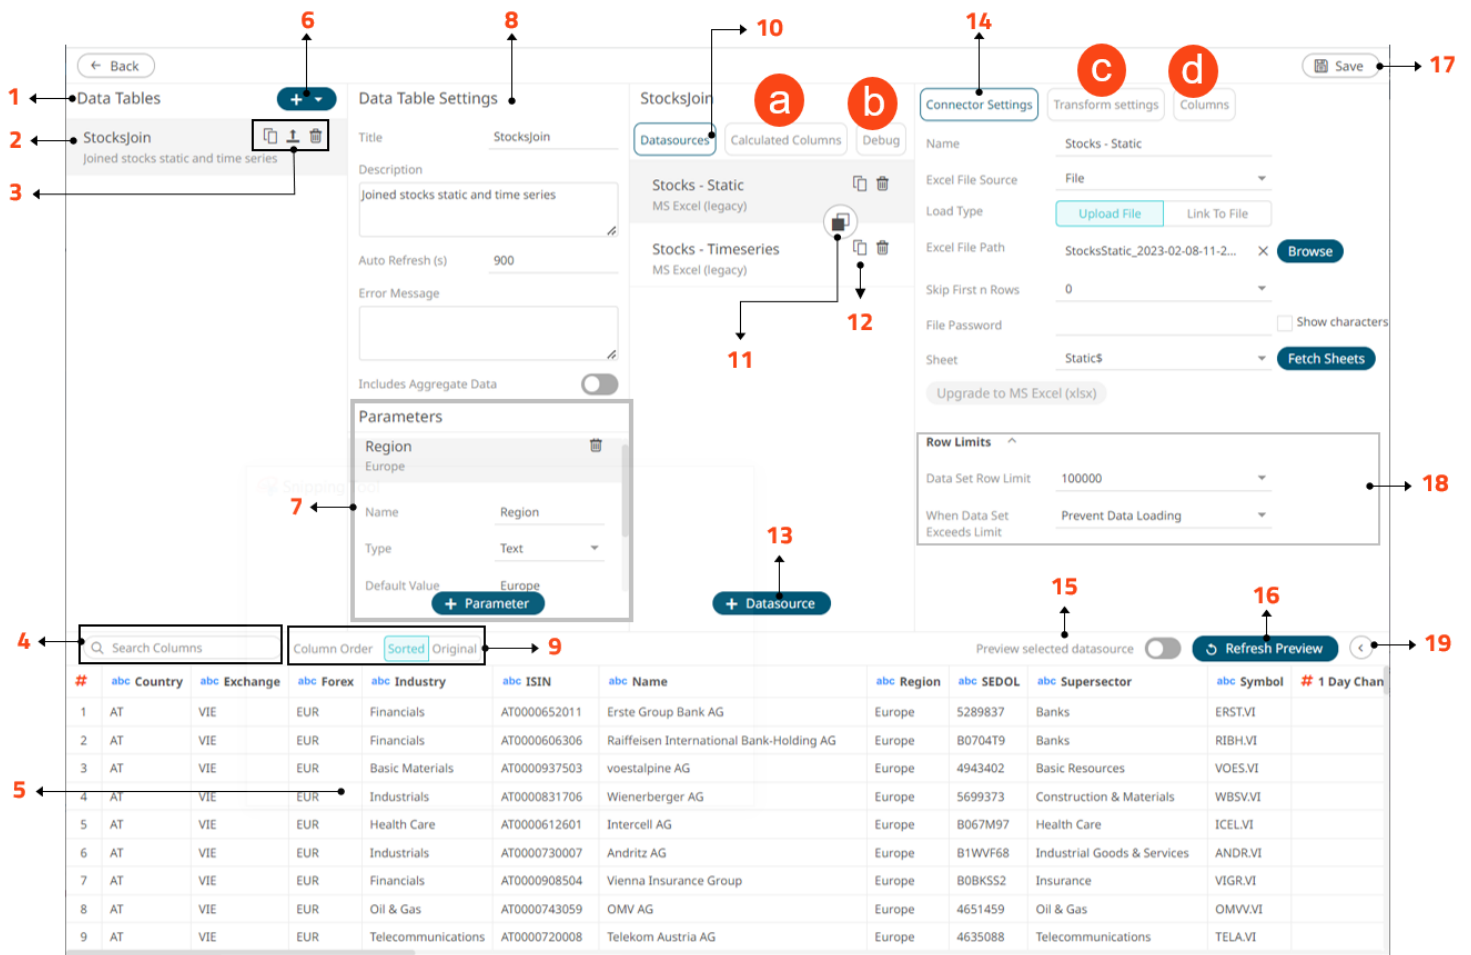 6 8 10 14
a b c d
← Back Save 17
1 Data Tables + Data Table Settings StocksJoin Connector Settings Transform settings Columns
2 StocksJoin
Joined stocks static and time series
3
Title StocksJoin
Description
Joined stocks static and time series
Auto Refresh (s) 900
Error Message
Includes Aggregate Data
Parameters
Region
Europe
7
Name Region
Type Text
Default Value Europe
+ Parameter
Datasources Calculated Columns Debug
Stocks - Static
MS Excel (legacy)
Stocks - Timeseries
MS Excel (legacy)
12
11
13
+ Datasource
Name Stocks - Static
Excel File Source File
Load Type Upload File Link To File
Excel File Path StocksStatic_2023-02-08-11-2... × Browse
Skip First n Rows 0
File Password Show characters
Sheet Static$ Fetch Sheets
Upgrade to MS Excel (xlsx)
Row Limits
Data Set Row Limit 100000
18
When Data Set Prevent Data Loading
Exceeds Limit
15 16
4 Search Columns Column Order Sorted Original 9 Preview selected datasource Refresh Preview 19
# abc Country abc Exchange abc Forex abc Industry abc ISIN abc Name abc Region abc SEDOL abc Supersector abc Symbol # 1 Day Chan
1 AT VIE EUR Financials AT0000652011 Erste Group Bank AG Europe 5289837 Banks ERST.VI
2 AT VIE EUR Financials AT0000606306 Raiffeisen International Bank-Holding AG Europe B0704T9 Banks RIBH.VI
3 AT VIE EUR Basic Materials AT0000937503 voestalpine AG Europe 4943402 Basic Resources VOES.VI
5
4 AT VIE EUR Industrials AT0000831706 Wienerberger AG Europe 5699373 Construction & Materials WBSV.VI
5 AT VIE EUR Health Care AT0000612601 Intercell AG Europe B067M97 Health Care ICEL.VI
6 AT VIE EUR Industrials AT0000730007 Andritz AG Europe B1WVF68 Industrial Goods & Services ANDR.VI
7 AT VIE EUR Financials AT0000908504 Vienna Insurance Group Europe B0BKSS2 Insurance VIGR.VI
8 AT VIE EUR Oil & Gas AT0000743059 OMV AG Europe 4651459 Oil & Gas OMVV.VI
9 AT VIE EUR Telecommunications AT0000720008 Telekom Austria AG Europe 4635088 Telecommunications TELA.VI